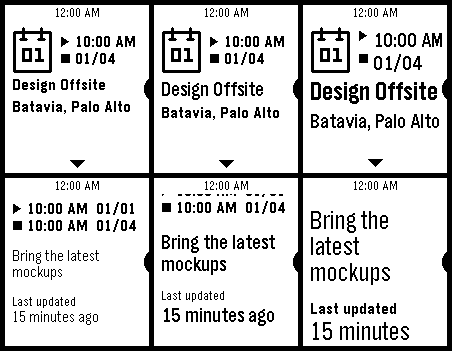 12:00 AM
01
10:00 AM
01/04
Design Offsite
Batavia, Palo Alto
12:00 AM
01
10:00 AM
01/04
Design Offsite
Batavia, Palo Alto
12:00 AM
01
10:00 AM
01/04
Design Offsite
Batavia, Palo Alto
12:00 AM
10:00 AM 01/01
10:00 AM 01/04
Bring the latest
mockups
Last updated
15 minutes ago
12:00 AM
10:00 AM 01/04
Bring the latest
mockups
Last updated
15 minutes ago
12:00 AM
Bring the
latest
mockups
Last updated
15 minutes